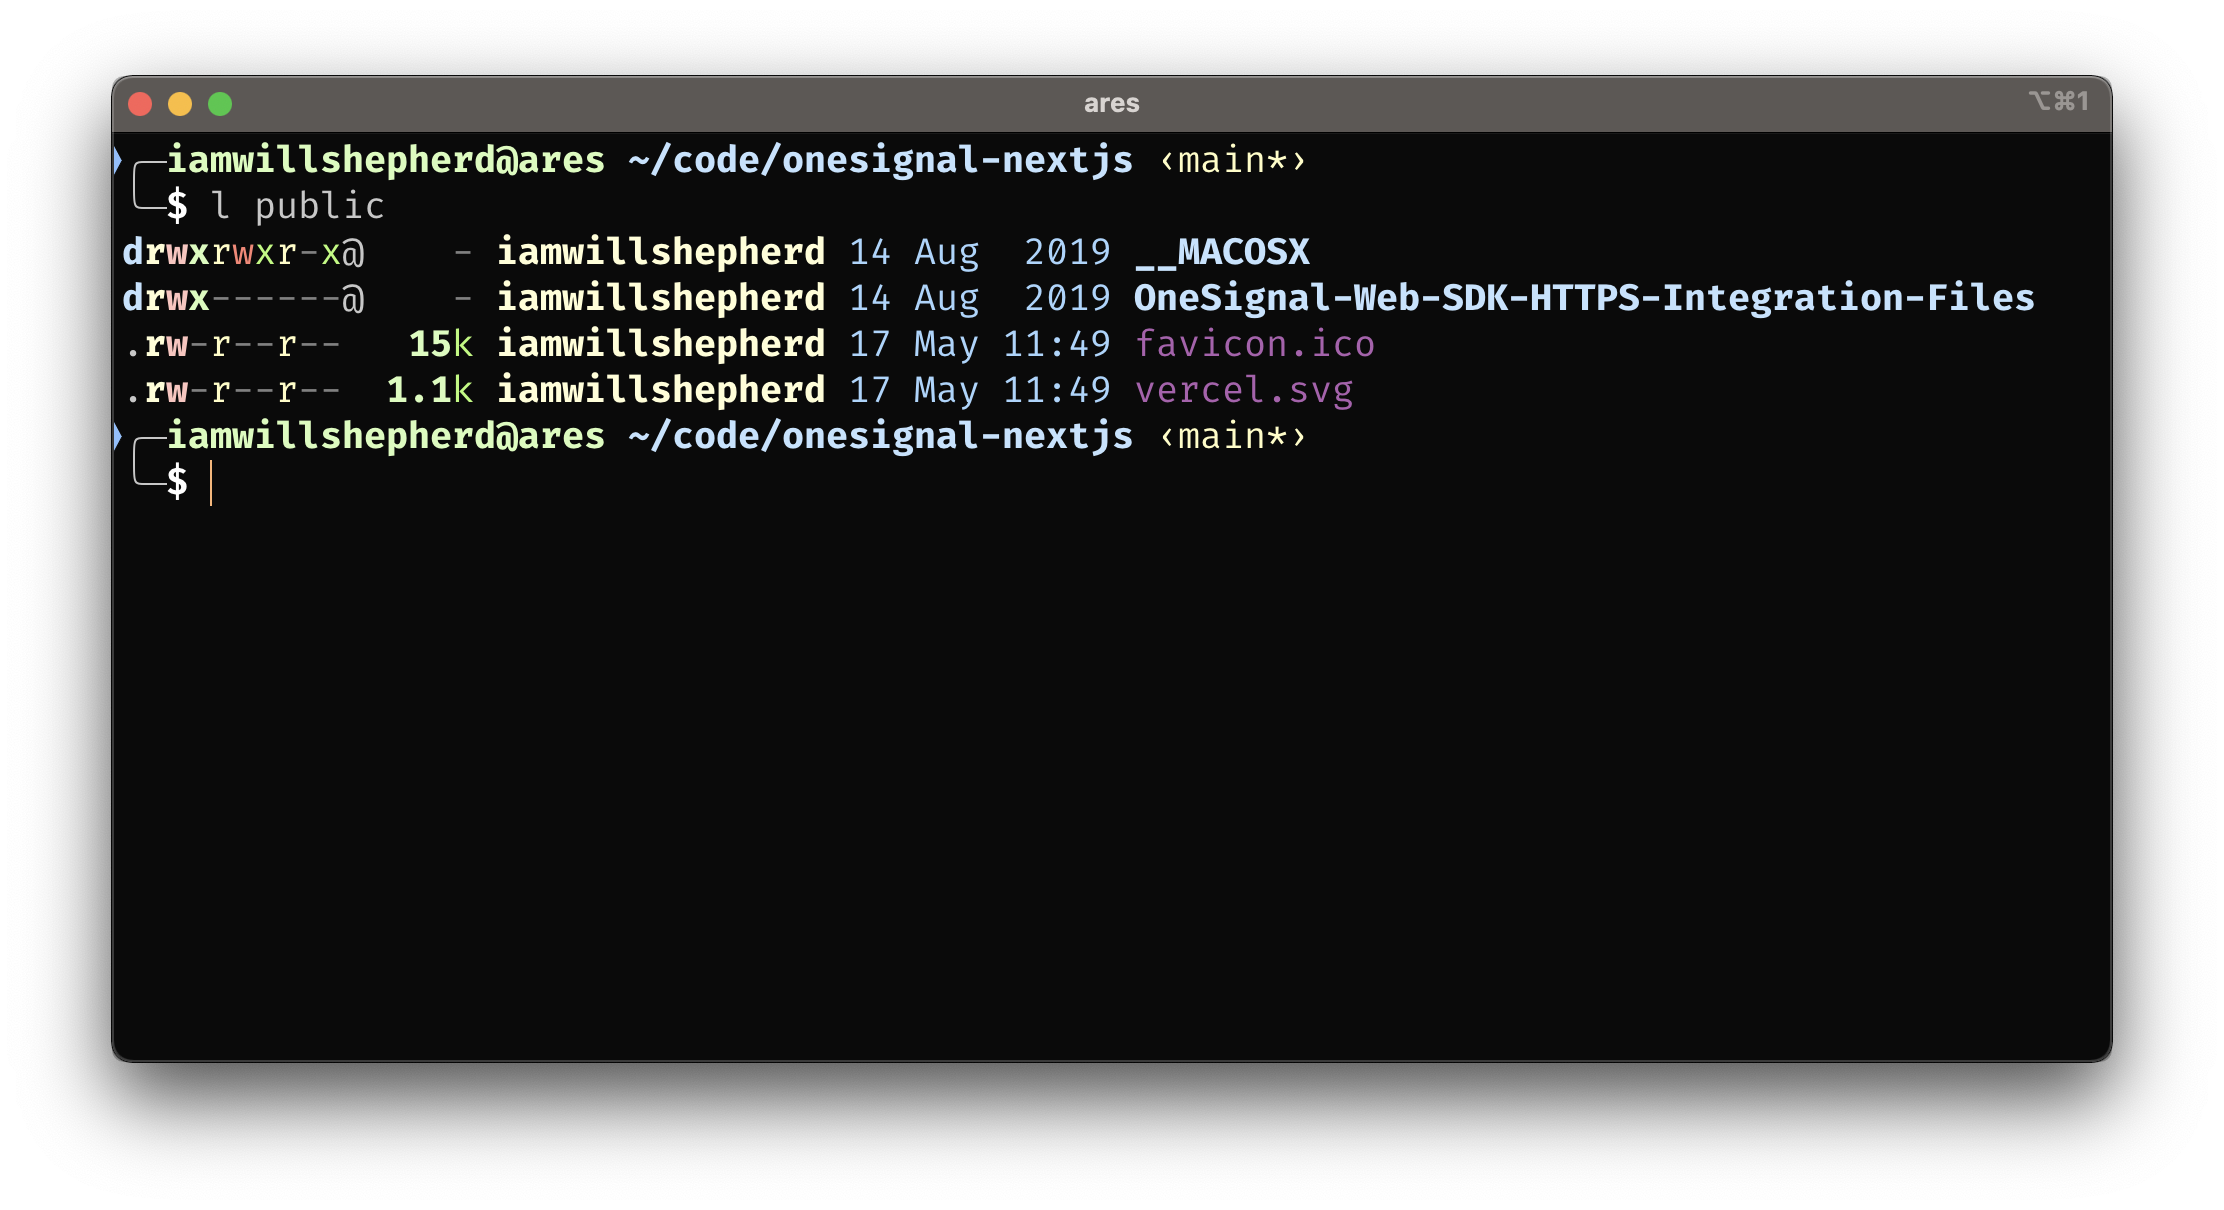 ares
⌥⌘1
╭─iamwillshepherd@ares ~/code/onesignal-nextjs ‹main*›
╰─$ l public
drwxrwxr-x@    - iamwillshepherd 14 Aug  2019 __MACOSX
drwx------@    - iamwillshepherd 14 Aug  2019 OneSignal-Web-SDK-HTTPS-Integration-Files
.rw-r--r--   15k iamwillshepherd 17 May 11:49 favicon.ico
.rw-r--r--  1.1k iamwillshepherd 17 May 11:49 vercel.svg
╭─iamwillshepherd@ares ~/code/onesignal-nextjs ‹main*›
╰─$